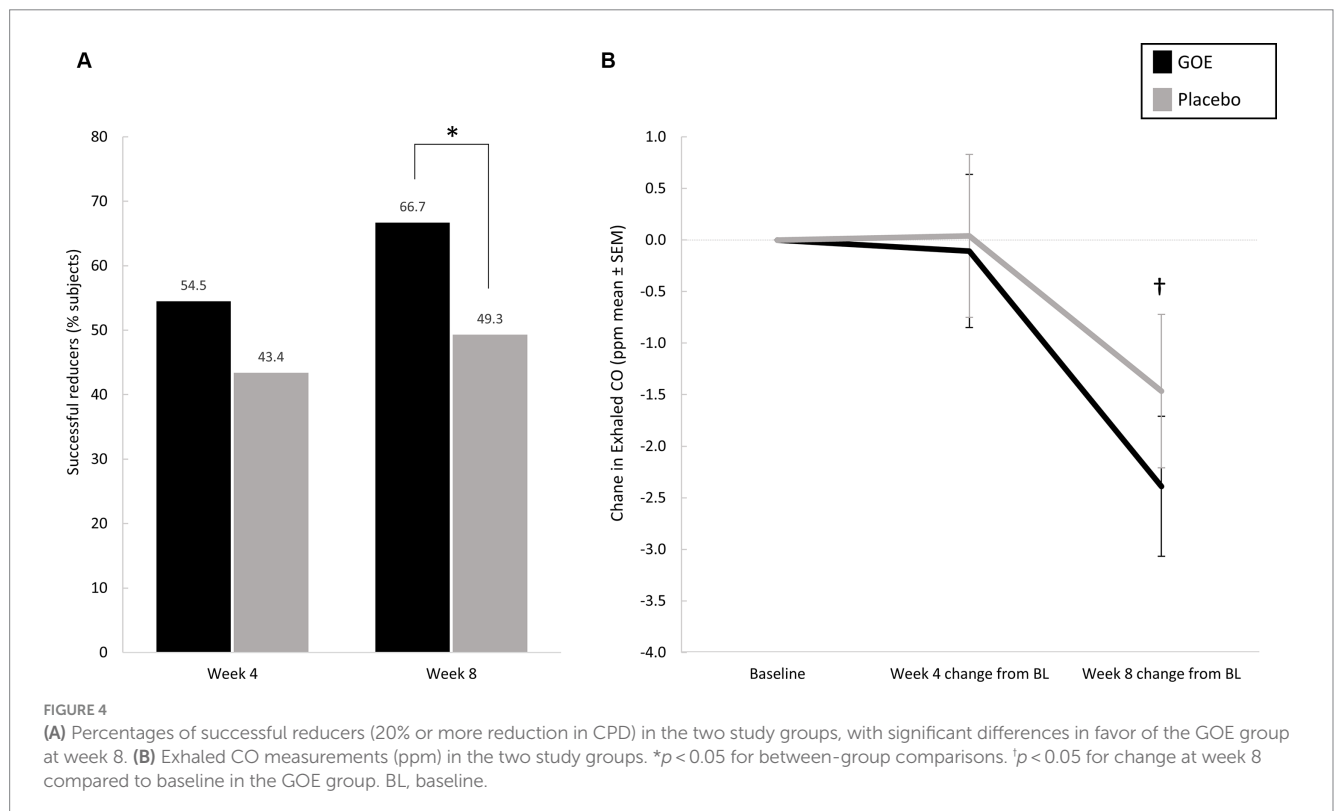 A
B
GOE
Placebo
Successful reducers (% subjects)
80
70
60
50
40
30
20
10
0
54.5
43.4
*
66.7
49.3
Week 4
Week 8
Chane in Exhaled CO (ppm mean ± SEM)
1.0
0.5
0.0
-0.5
-1.0
-1.5
-2.0
-2.5
-3.0
-3.5
-4.0
†
Baseline
Week 4 change from BL
Week 8 change from BL
FIGURE 4
(A) Percentages of successful reducers (20% or more reduction in CPD) in the two study groups, with significant differences in favor of the GOE group
at week 8. (B) Exhaled CO measurements (ppm) in the two study groups. *p < 0.05 for between-group comparisons. †p < 0.05 for change at week 8
compared to baseline in the GOE group. BL, baseline.